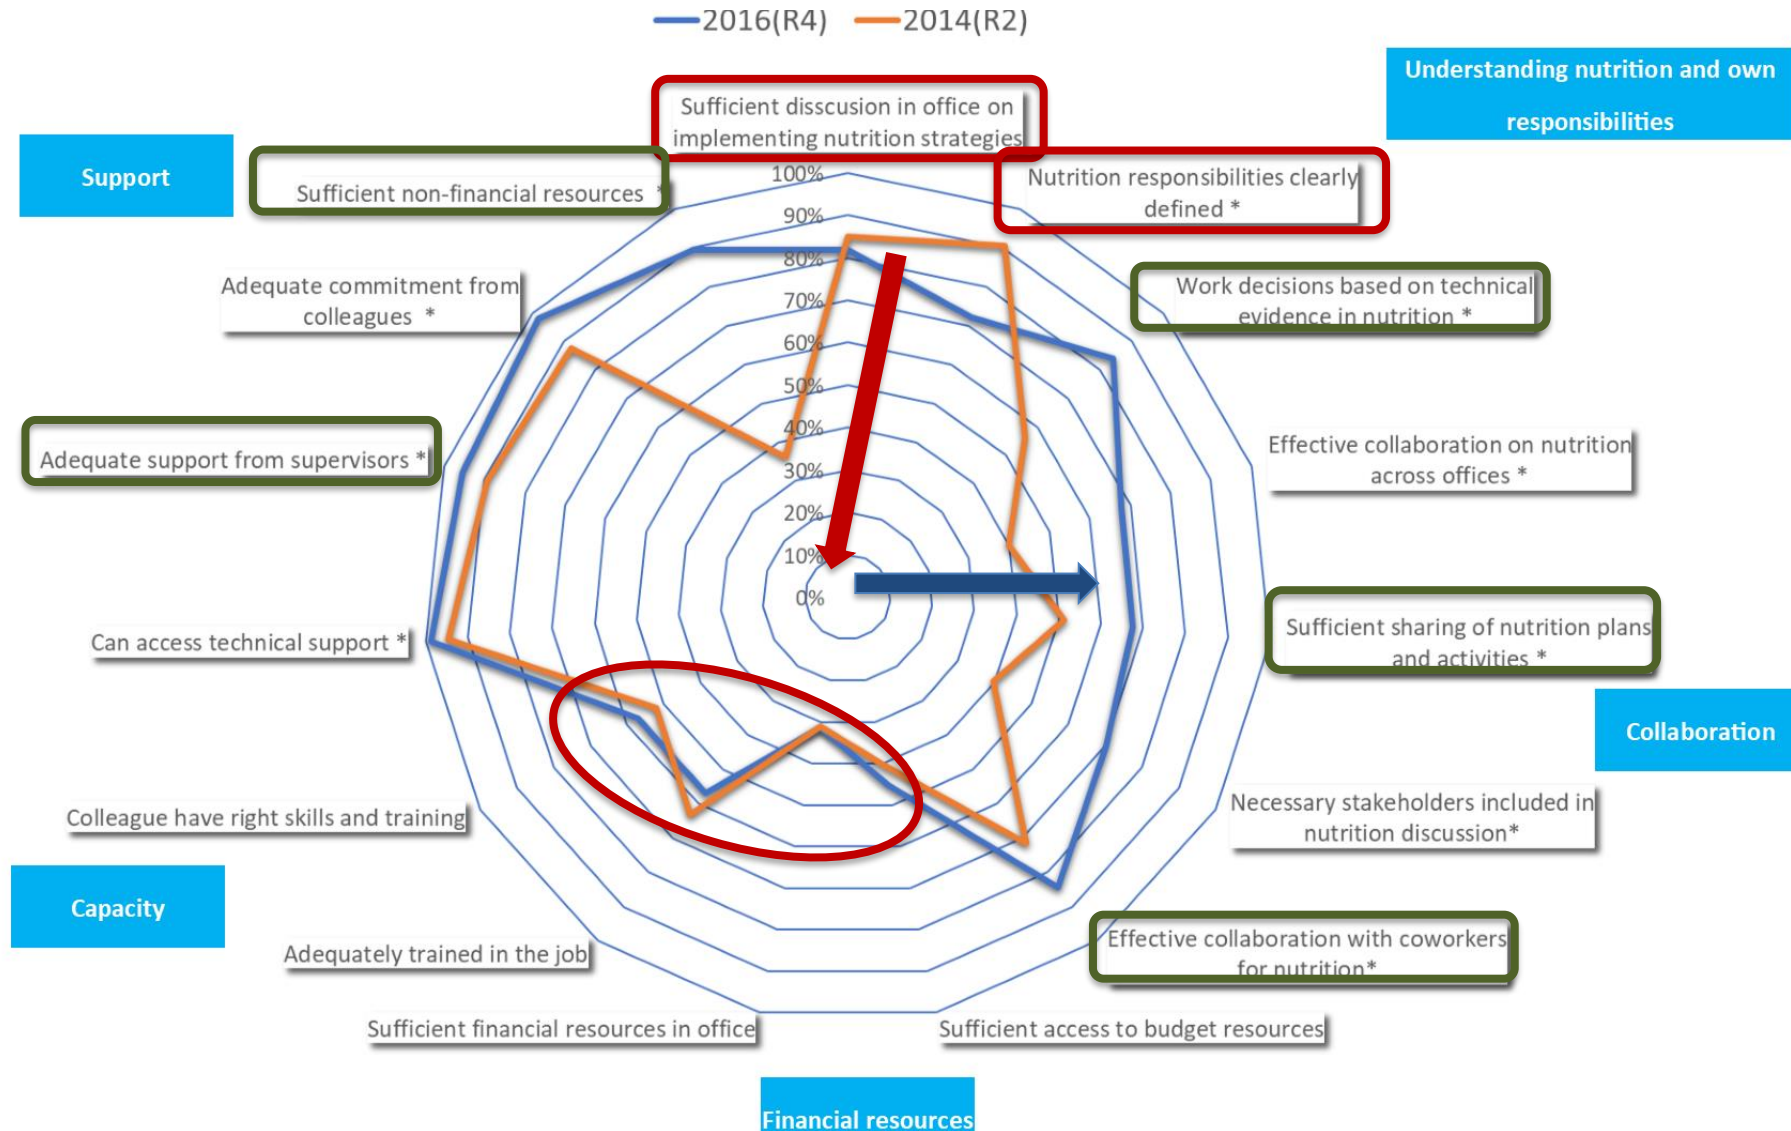 2016(R4) 2014(R2)
Understanding nutrition and own
responsibilities
Sufficient disscusion in office on
implementing nutrition strategies
Support
Sufficient non-financial resources *
Nutrition responsibilities clearly
defined *
100%
90%
80%
70%
60%
50%
40%
30%
20%
10%
0%
Adequate commitment from
colleagues *
Work decisions based on technical
evidence in nutrition *
Adequate support from supervisors *
Effective collaboration on nutrition
across offices *
Can access technical support *
Sufficient sharing of nutrition plans
and activities *
Collaboration
Colleague have right skills and training
Necessary stakeholders included in
nutrition discussion*
Capacity
Adequately trained in the job
Effective collaboration with coworkers
for nutrition*
Sufficient financial resources in office
Sufficient access to budget resources
Financial resources